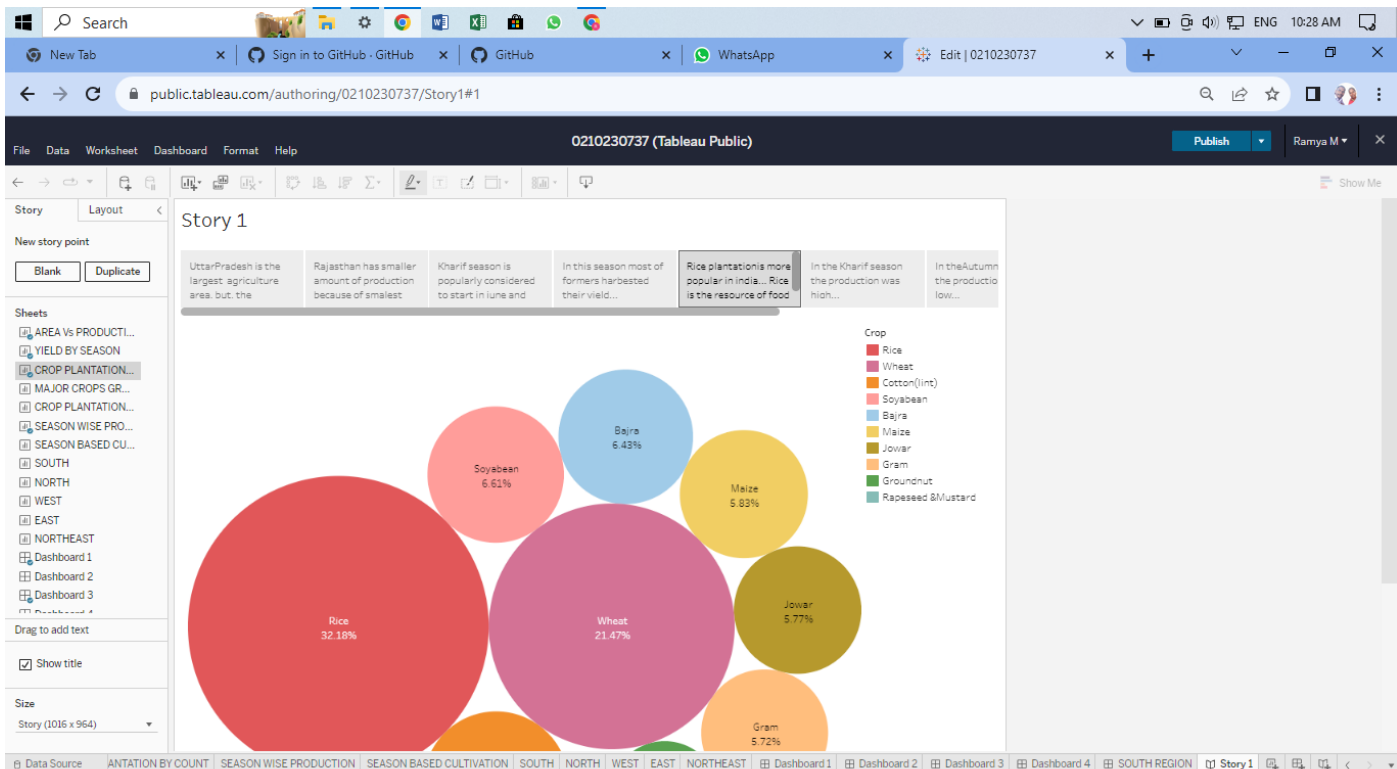 Search
ENG 10:28 AM
New Tab
Sign in to GitHub · GitHub
GitHub
WhatsApp
Edit | 0210230737
public.tableau.com/authoring/0210230737/Story1#1
0210230737 (Tableau Public)
File Data Worksheet Dashboard Format Help
Publish
Ramya M
Show Me
Story
Layout
New story point
Blank
Duplicate
Sheets
AREA Vs PRODUCTI...
YIELD BY SEASON
CROP PLANTATION...
MAJOR CROPS GR...
CROP PLANTATION...
SEASON WISE PRO...
SEASON BASED CU...
SOUTH
NORTH
WEST
EAST
NORTHEAST
Dashboard 1
Dashboard 2
Dashboard 3
Drag to add text
Show title
Size
Story (1016 x 964)
Story 1
UttarPradesh is the
largest agriculture
area. but. the
Rajasthan has smaller
amount of production
because of smalest
Kharif season is
popularly considered
to start in june and
In this season most of
formers harbested
their yield...
Rice plantationis more
popular in india... Rice
is the resource of food
In the Kharif season
the production was
high...
In theAutumn
the productio
low...
Crop
Rice
Wheat
Cotton(lint)
Soyabean
Bajra
Maize
Jowar
Gram
Groundnut
Rapeseed &Mustard
Bajra
6.43%
Soyabean
6.61%
Maize
5.83%
Jowar
5.77%
Rice
32.18%
Wheat
21.47%
Gram
5.72%
Data Source
ANTATION BY COUNT
SEASON WISE PRODUCTION
SEASON BASED CULTIVATION
SOUTH
NORTH
WEST
EAST
NORTHEAST
Dashboard 1
Dashboard 2
Dashboard 3
Dashboard 4
SOUTH REGION
Story 1